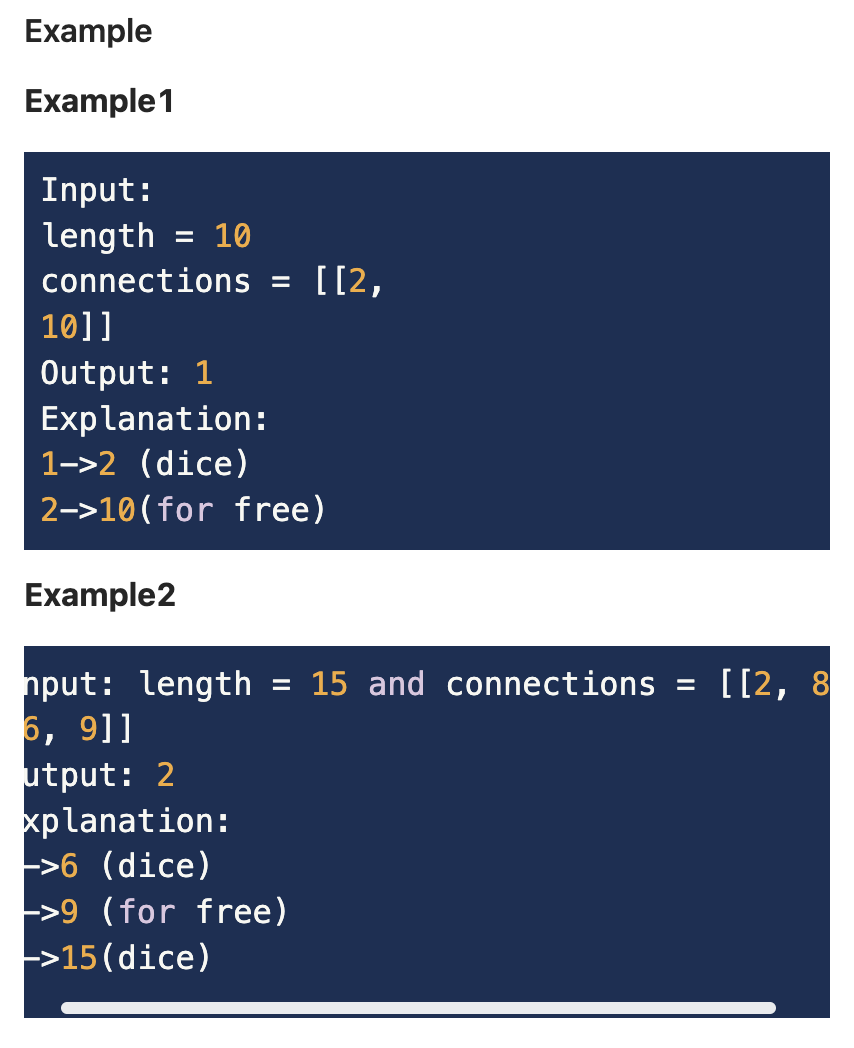 Example
Example1
Input:
length = 10
connections = [[2,
10]]
Output: 1
Explanation:
1->2 (dice)
2->10(for free)
Example2
nput: length = 15 and connections = [[2, 8
6, 9]]
utput: 2
xplanation:
->6 (dice)
->9 (for free)
->15(dice)